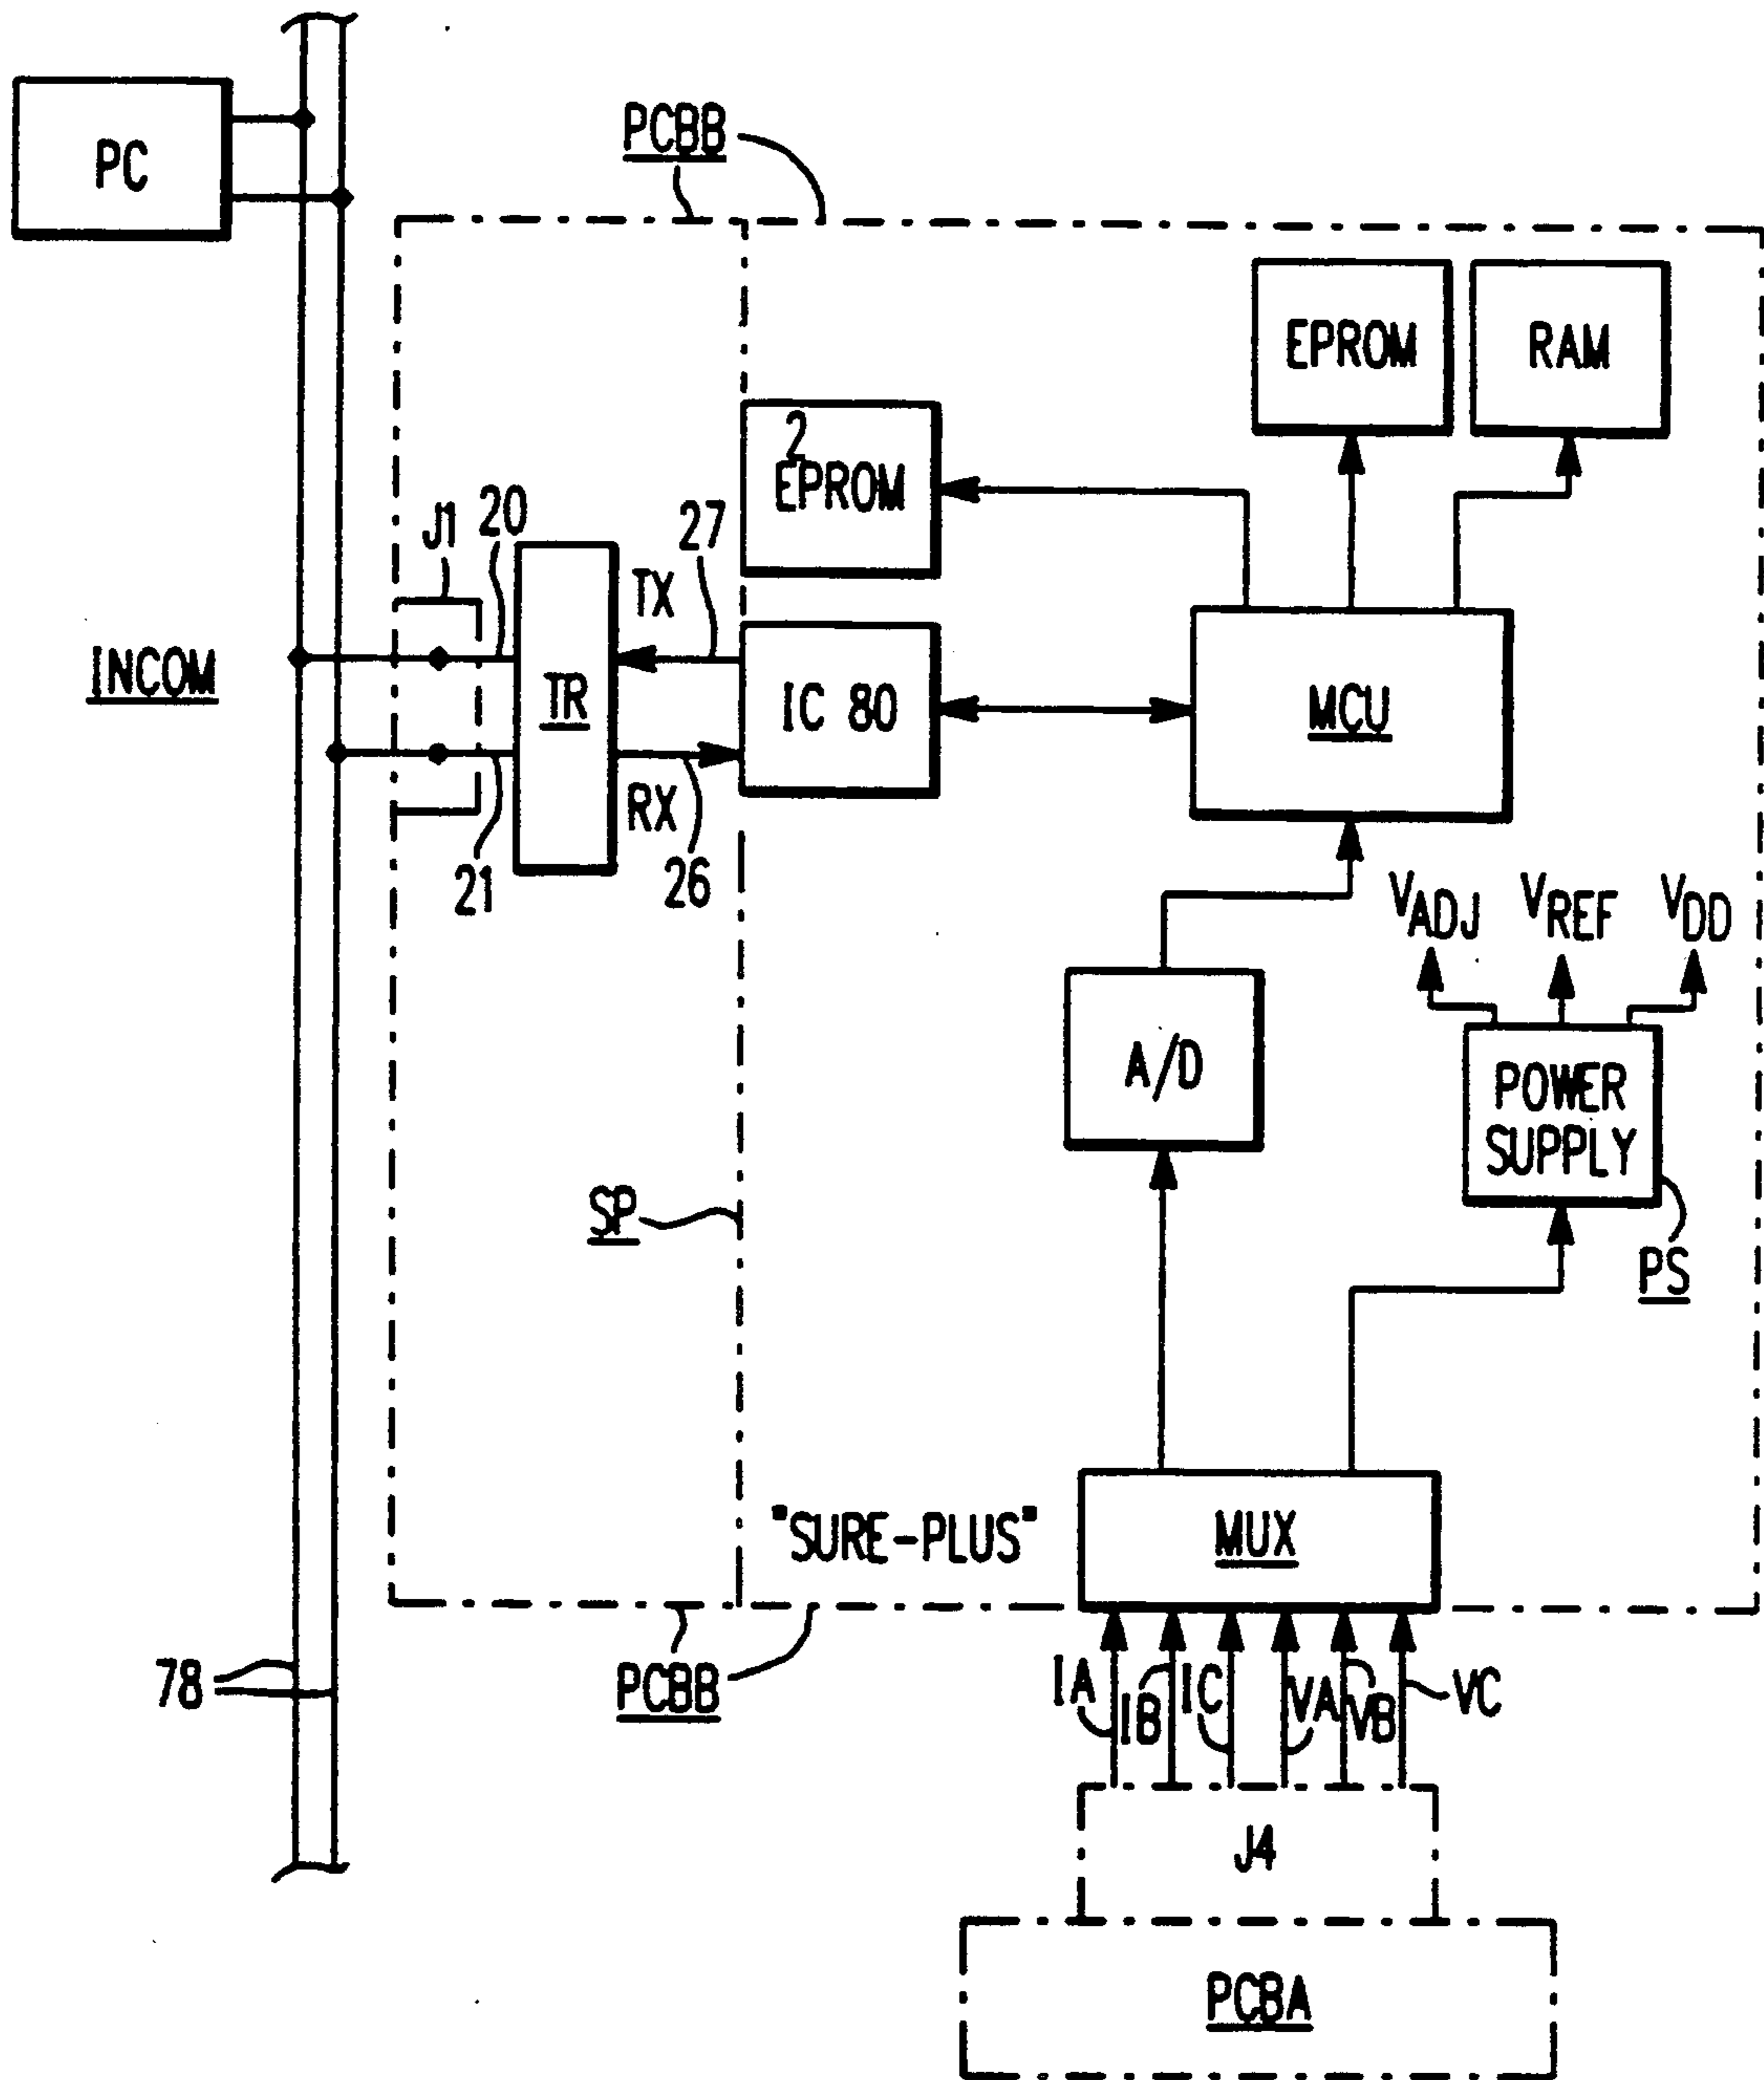 PCBB
PC
EPROM
RAM
2
EPROM
J1
20
27
TX
INCOM
TR
IC 80
MCU
RX
21
26
VADJ
VREF
VDD
A/D
POWER
SUPPLY
SP
PS
"SURE-PLUS"
MUX
78
PCBB
IA
IB
IC
VA
VB
VC
J4
PCBA